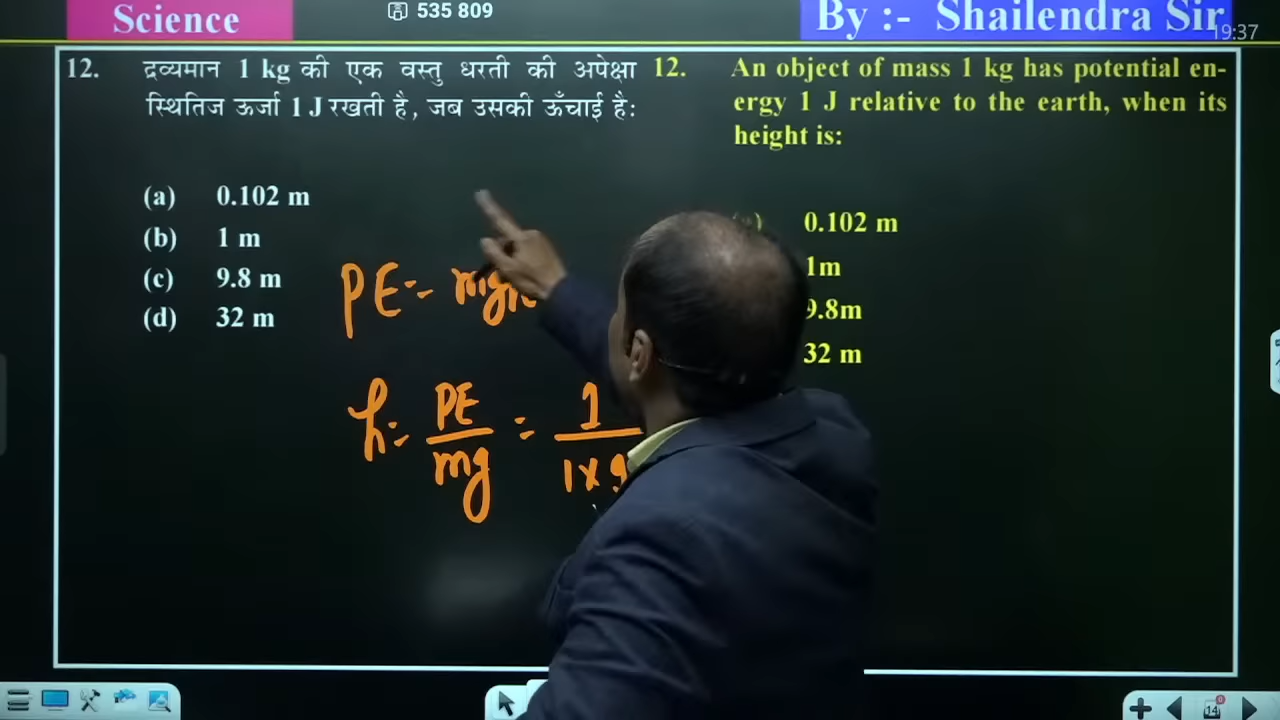 Science
535 809
By :- Shailendra Sir
19:37
12. द्रव्यमान 1 kg की एक वस्तु धरती की अपेक्षा
स्थितिज ऊर्जा 1 J रखती है, जब उसकी ऊँचाई है:
(a) 0.102 m
(b) 1 m
(c) 9.8 m
(d) 32 m
12. An object of mass 1 kg has potential en-
ergy 1 J relative to the earth, when its
height is:
0.102 m
1m
9.8m
32 m
PE =
h = PE/mg = 1/1×
14